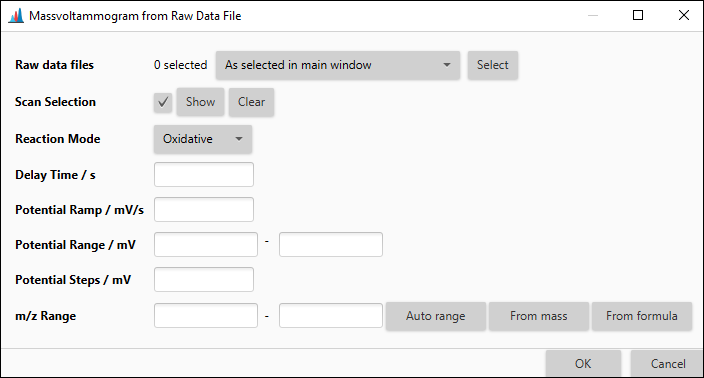 Massvoltammogram from Raw Data File
Raw data files 0 selected As selected in main window Select
Scan Selection Show Clear
Reaction Mode Oxidative
Delay Time / s
Potential Ramp / mV/s
Potential Range / mV -
Potential Steps / mV
m/z Range - Auto range From mass From formula
OK Cancel